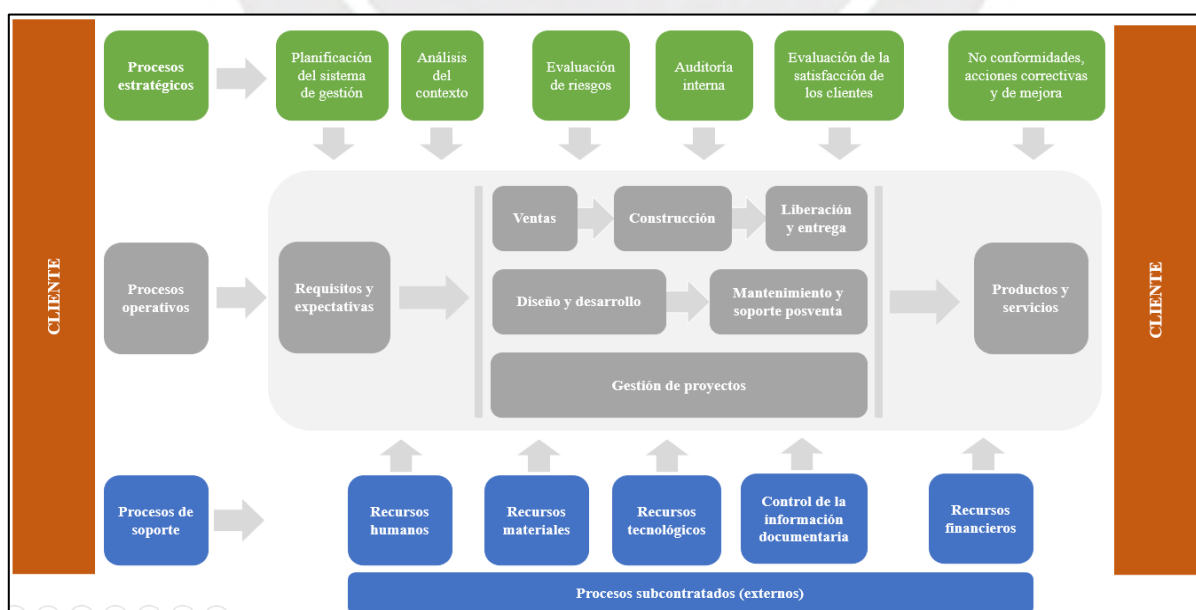 CLIENTE
Procesos
estratégicos
Planificación
del sistema
de gestión
Análisis
del
contexto
Evaluación
de riesgos
Auditoría
interna
Evaluación de la
satisfacción de
los clientes
No conformidades,
acciones correctivas
y de mejora
Procesos
operativos
Requisitos y
expectativas
Ventas
Construcción
Liberación
y entrega
Diseño y desarrollo
Mantenimiento y
soporte posventa
Gestión de proyectos
Productos y
servicios
Procesos de
soporte
Recursos
humanos
Recursos
materiales
Recursos
tecnológicos
Control de la
información
documentaria
Recursos
financieros
Procesos subcontratados (externos)
CLIENTE